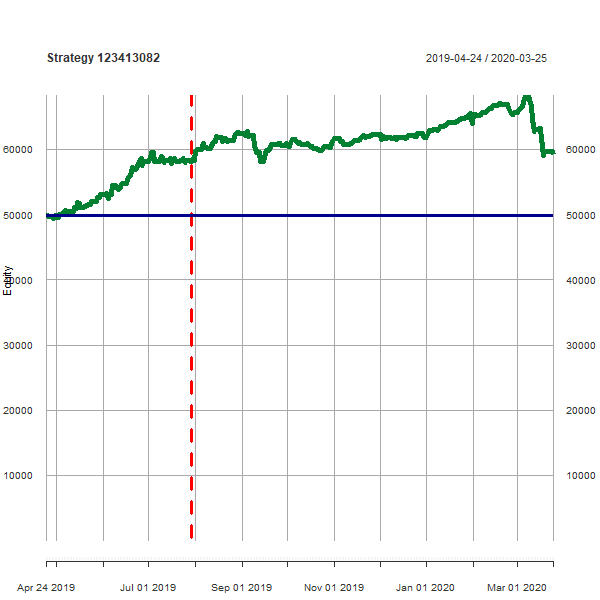 Strategy 123413082
2019-04-24 / 2020-03-25
60000
60000
50000
50000
Equity
40000
40000
30000
30000
20000
20000
10000
10000
Apr 24 2019
Jul 01 2019
Sep 01 2019
Nov 01 2019
Jan 01 2020
Mar 01 2020